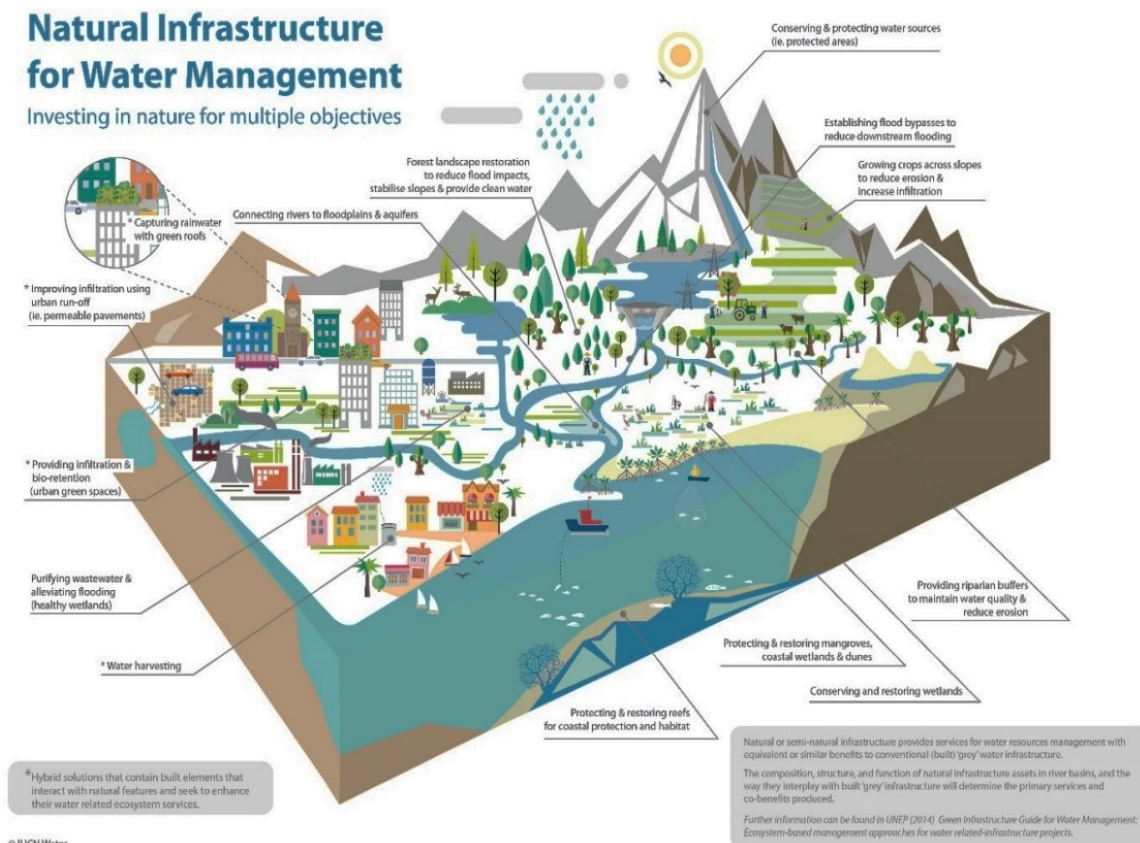 Natural Infrastructure
for Water Management
Investing in nature for multiple objectives
Conserving & protecting water sources
(ie. protected areas)
Establishing flood bypasses to
reduce downstream flooding
Growing crops across slopes
to reduce erosion &
increase infiltration
Forest landscape restoration
to reduce flood impacts,
stabilise slopes & provide clean water
Connecting rivers to floodplains & aquifers
* Capturing rainwater
with green roofs
* Improving infiltration using
urban run-off
(ie. permeable pavements)
* Providing infiltration &
bio-retention
(urban green spaces)
Purifying wastewater &
alleviating flooding
(healthy wetlands)
* Water harvesting
Providing riparian buffers
to maintain water quality &
reduce erosion
Protecting & restoring mangroves,
coastal wetlands & dunes
Conserving and restoring wetlands
Protecting & restoring reefs
for coastal protection and habitat
*Hybrid solutions that contain built elements that
interact with natural features and seek to enhance
their water related ecosystem services.
Natural or semi-natural infrastructure provides services for water resources management with
equivalent or similar benefits to conventional (built) 'grey' water infrastructure.
The composition, structure, and function of natural infrastructure assets in river basins, and the
way they interplay with built 'grey' infrastructure will determine the primary services and
co-benefits produced.
Further information can be found in UNEP (2014) Green Infrastructure Guide for Water Management:
Ecosystem-based management approaches for water related-infrastructure projects.
© IUCN Water